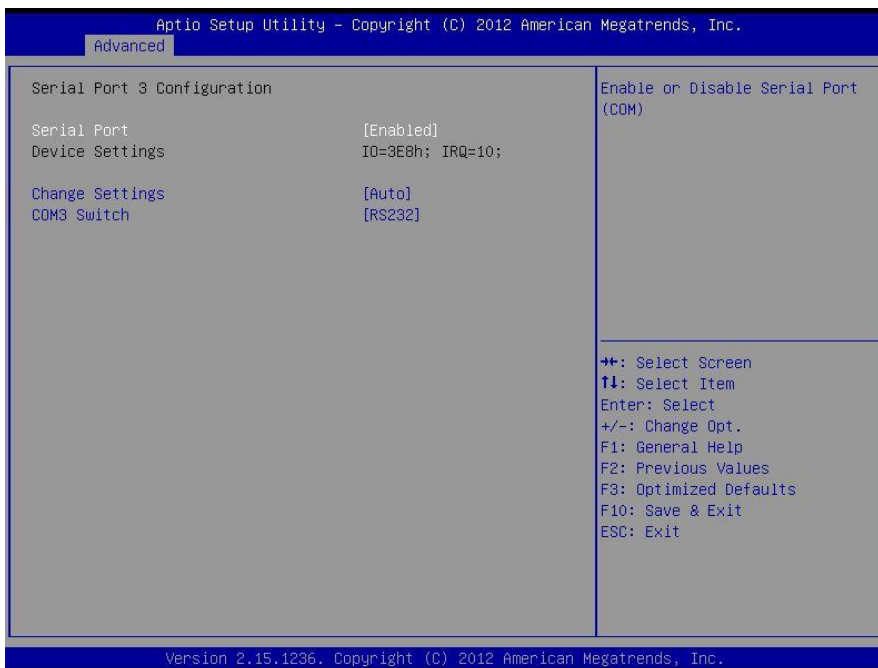 Aptio Setup Utility – Copyright (C) 2012 American Megatrends, Inc.
Advanced
Serial Port 3 Configuration
Serial Port [Enabled]
Device Settings IO=3E8h; IRQ=10;
Change Settings [Auto]
COM3 Switch [RS232]
Enable or Disable Serial Port
(COM)
→←: Select Screen
↑↓: Select Item
Enter: Select
+/-: Change Opt.
F1: General Help
F2: Previous Values
F3: Optimized Defaults
F10: Save & Exit
ESC: Exit
Version 2.15.1236. Copyright (C) 2012 American Megatrends, Inc.